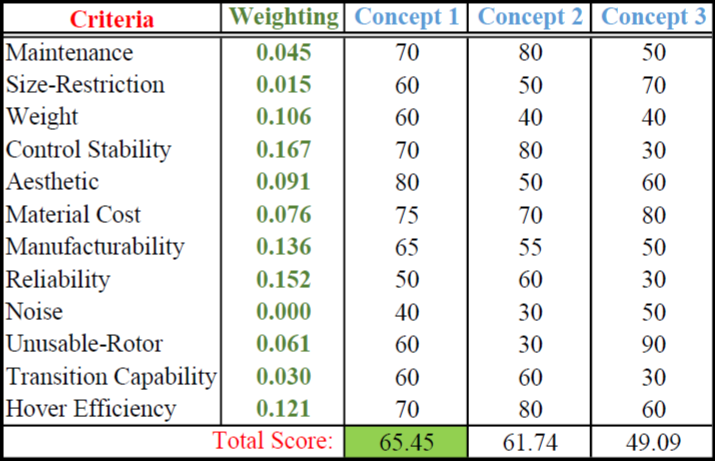 Criteria Weighting Concept 1 Concept 2 Concept 3
Maintenance 0.045 70 80 50
Size-Restriction 0.015 60 50 70
Weight 0.106 60 40 40
Control Stability 0.167 70 80 30
Aesthetic 0.091 80 50 60
Material Cost 0.076 75 70 80
Manufacturability 0.136 65 55 50
Reliability 0.152 50 60 30
Noise 0.000 40 30 50
Unusable-Rotor 0.061 60 30 90
Transition Capability 0.030 60 60 30
Hover Efficiency 0.121 70 80 60
Total Score: 65.45 61.74 49.09